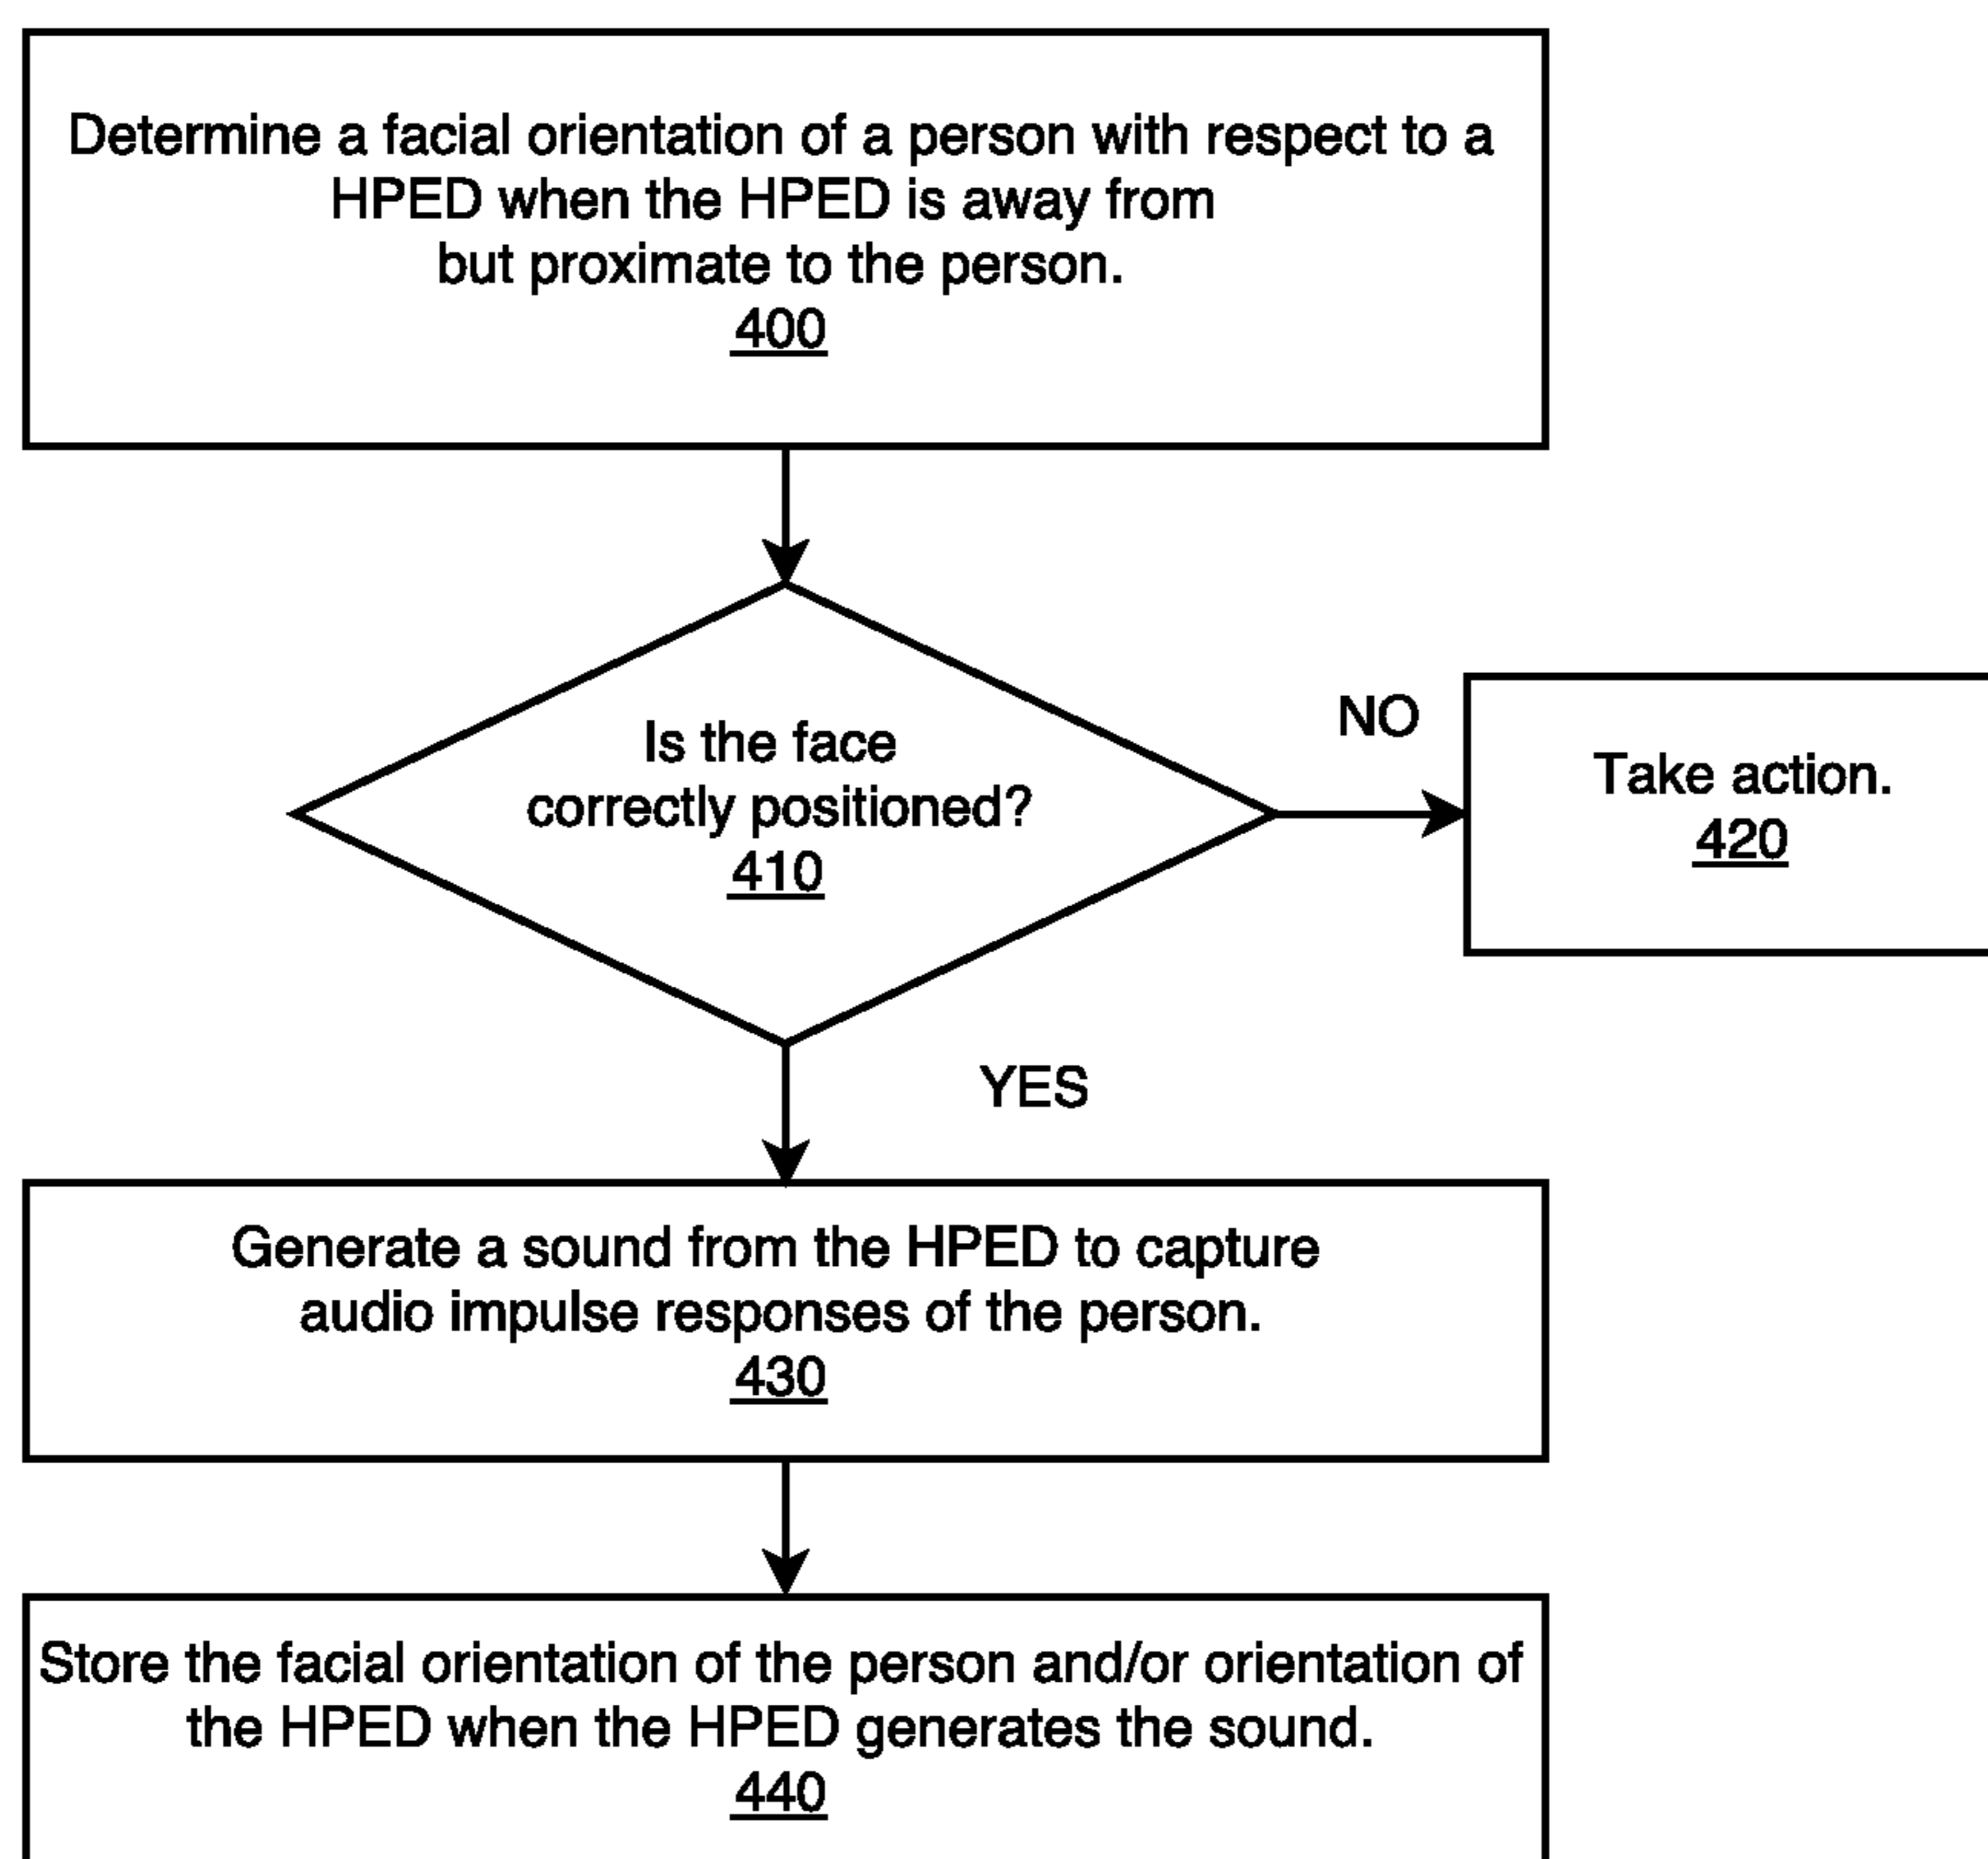 Determine a facial orientation of a person with respect to a
HPED when the HPED is away from
but proximate to the person.
400
Is the face
correctly positioned?
410
NO
Take action.
420
YES
Generate a sound from the HPED to capture
audio impulse responses of the person.
430
Store the facial orientation of the person and/or orientation of
the HPED when the HPED generates the sound.
440